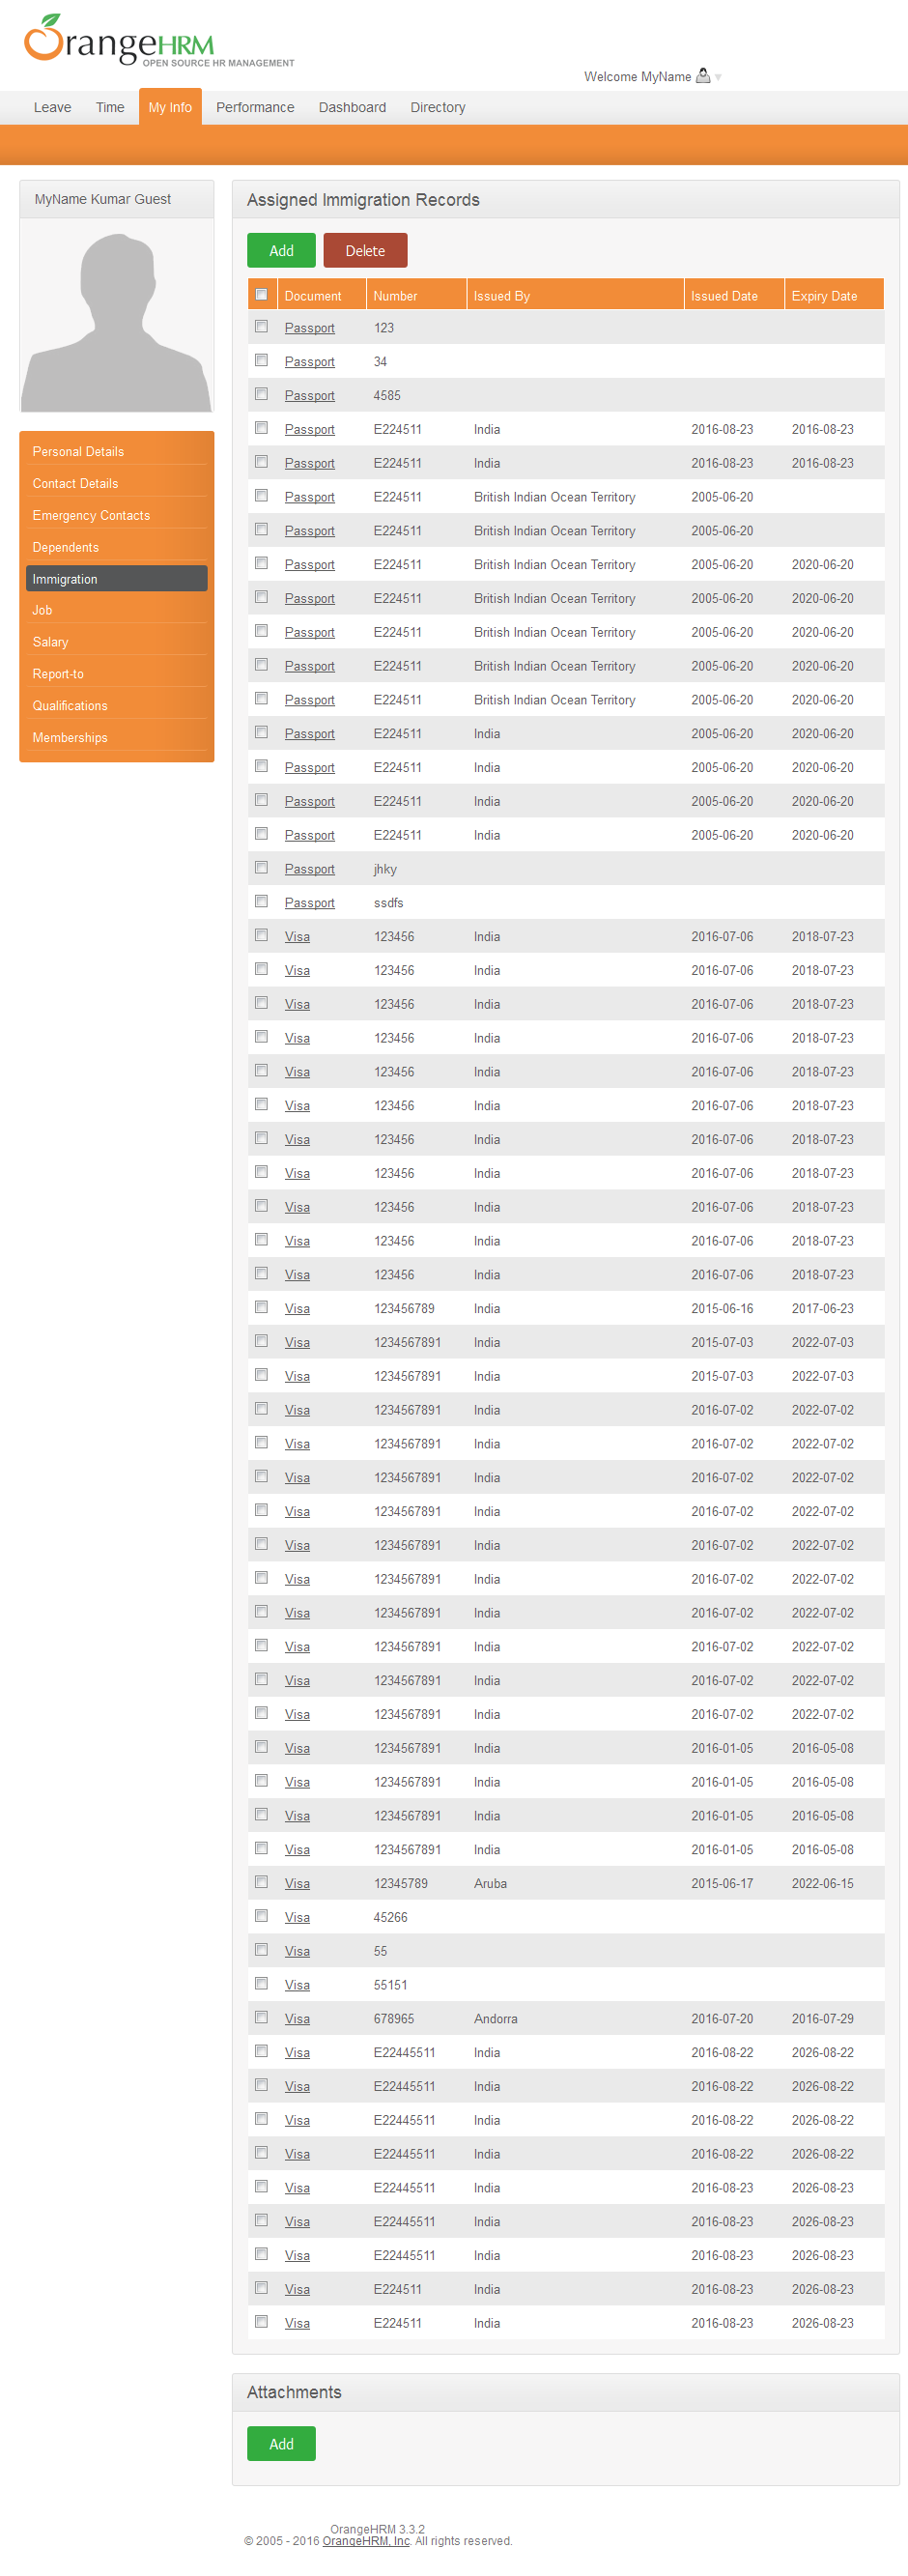 OrangeHRM
OPEN SOURCE HR MANAGEMENT
Welcome MyName
Leave Time My Info Performance Dashboard Directory
MyName Kumar Guest
Personal Details
Contact Details
Emergency Contacts
Dependents
Immigration
Job
Salary
Report-to
Qualifications
Memberships
Assigned Immigration Records
Add Delete
Document Number Issued By Issued Date Expiry Date
Passport 123
Passport 34
Passport 4585
Passport E224511 India 2016-08-23 2016-08-23
Passport E224511 India 2016-08-23 2016-08-23
Passport E224511 British Indian Ocean Territory 2005-06-20
Passport E224511 British Indian Ocean Territory 2005-06-20
Passport E224511 British Indian Ocean Territory 2005-06-20 2020-06-20
Passport E224511 British Indian Ocean Territory 2005-06-20 2020-06-20
Passport E224511 British Indian Ocean Territory 2005-06-20 2020-06-20
Passport E224511 British Indian Ocean Territory 2005-06-20 2020-06-20
Passport E224511 British Indian Ocean Territory 2005-06-20 2020-06-20
Passport E224511 India 2005-06-20 2020-06-20
Passport E224511 India 2005-06-20 2020-06-20
Passport E224511 India 2005-06-20 2020-06-20
Passport E224511 India 2005-06-20 2020-06-20
Passport jhky
Passport ssdfs
Visa 123456 India 2016-07-06 2018-07-23
Visa 123456 India 2016-07-06 2018-07-23
Visa 123456 India 2016-07-06 2018-07-23
Visa 123456 India 2016-07-06 2018-07-23
Visa 123456 India 2016-07-06 2018-07-23
Visa 123456 India 2016-07-06 2018-07-23
Visa 123456 India 2016-07-06 2018-07-23
Visa 123456 India 2016-07-06 2018-07-23
Visa 123456 India 2016-07-06 2018-07-23
Visa 123456 India 2016-07-06 2018-07-23
Visa 123456 India 2016-07-06 2018-07-23
Visa 123456789 India 2015-06-16 2017-06-23
Visa 1234567891 India 2015-07-03 2022-07-03
Visa 1234567891 India 2015-07-03 2022-07-03
Visa 1234567891 India 2016-07-02 2022-07-02
Visa 1234567891 India 2016-07-02 2022-07-02
Visa 1234567891 India 2016-07-02 2022-07-02
Visa 1234567891 India 2016-07-02 2022-07-02
Visa 1234567891 India 2016-07-02 2022-07-02
Visa 1234567891 India 2016-07-02 2022-07-02
Visa 1234567891 India 2016-07-02 2022-07-02
Visa 1234567891 India 2016-07-02 2022-07-02
Visa 1234567891 India 2016-07-02 2022-07-02
Visa 1234567891 India 2016-07-02 2022-07-02
Visa 1234567891 India 2016-01-05 2016-05-08
Visa 1234567891 India 2016-01-05 2016-05-08
Visa 1234567891 India 2016-01-05 2016-05-08
Visa 1234567891 India 2016-01-05 2016-05-08
Visa 12345789 Aruba 2015-06-17 2022-06-15
Visa 45266
Visa 55
Visa 55151
Visa 678965 Andorra 2016-07-20 2016-07-29
Visa E22445511 India 2016-08-22 2026-08-22
Visa E22445511 India 2016-08-22 2026-08-22
Visa E22445511 India 2016-08-22 2026-08-22
Visa E22445511 India 2016-08-22 2026-08-22
Visa E22445511 India 2016-08-23 2026-08-23
Visa E22445511 India 2016-08-23 2026-08-23
Visa E22445511 India 2016-08-23 2026-08-23
Visa E224511 India 2016-08-23 2026-08-23
Visa E224511 India 2016-08-23 2026-08-23
Attachments
Add
OrangeHRM 3.3.2
© 2005 - 2016 OrangeHRM, Inc. All rights reserved.